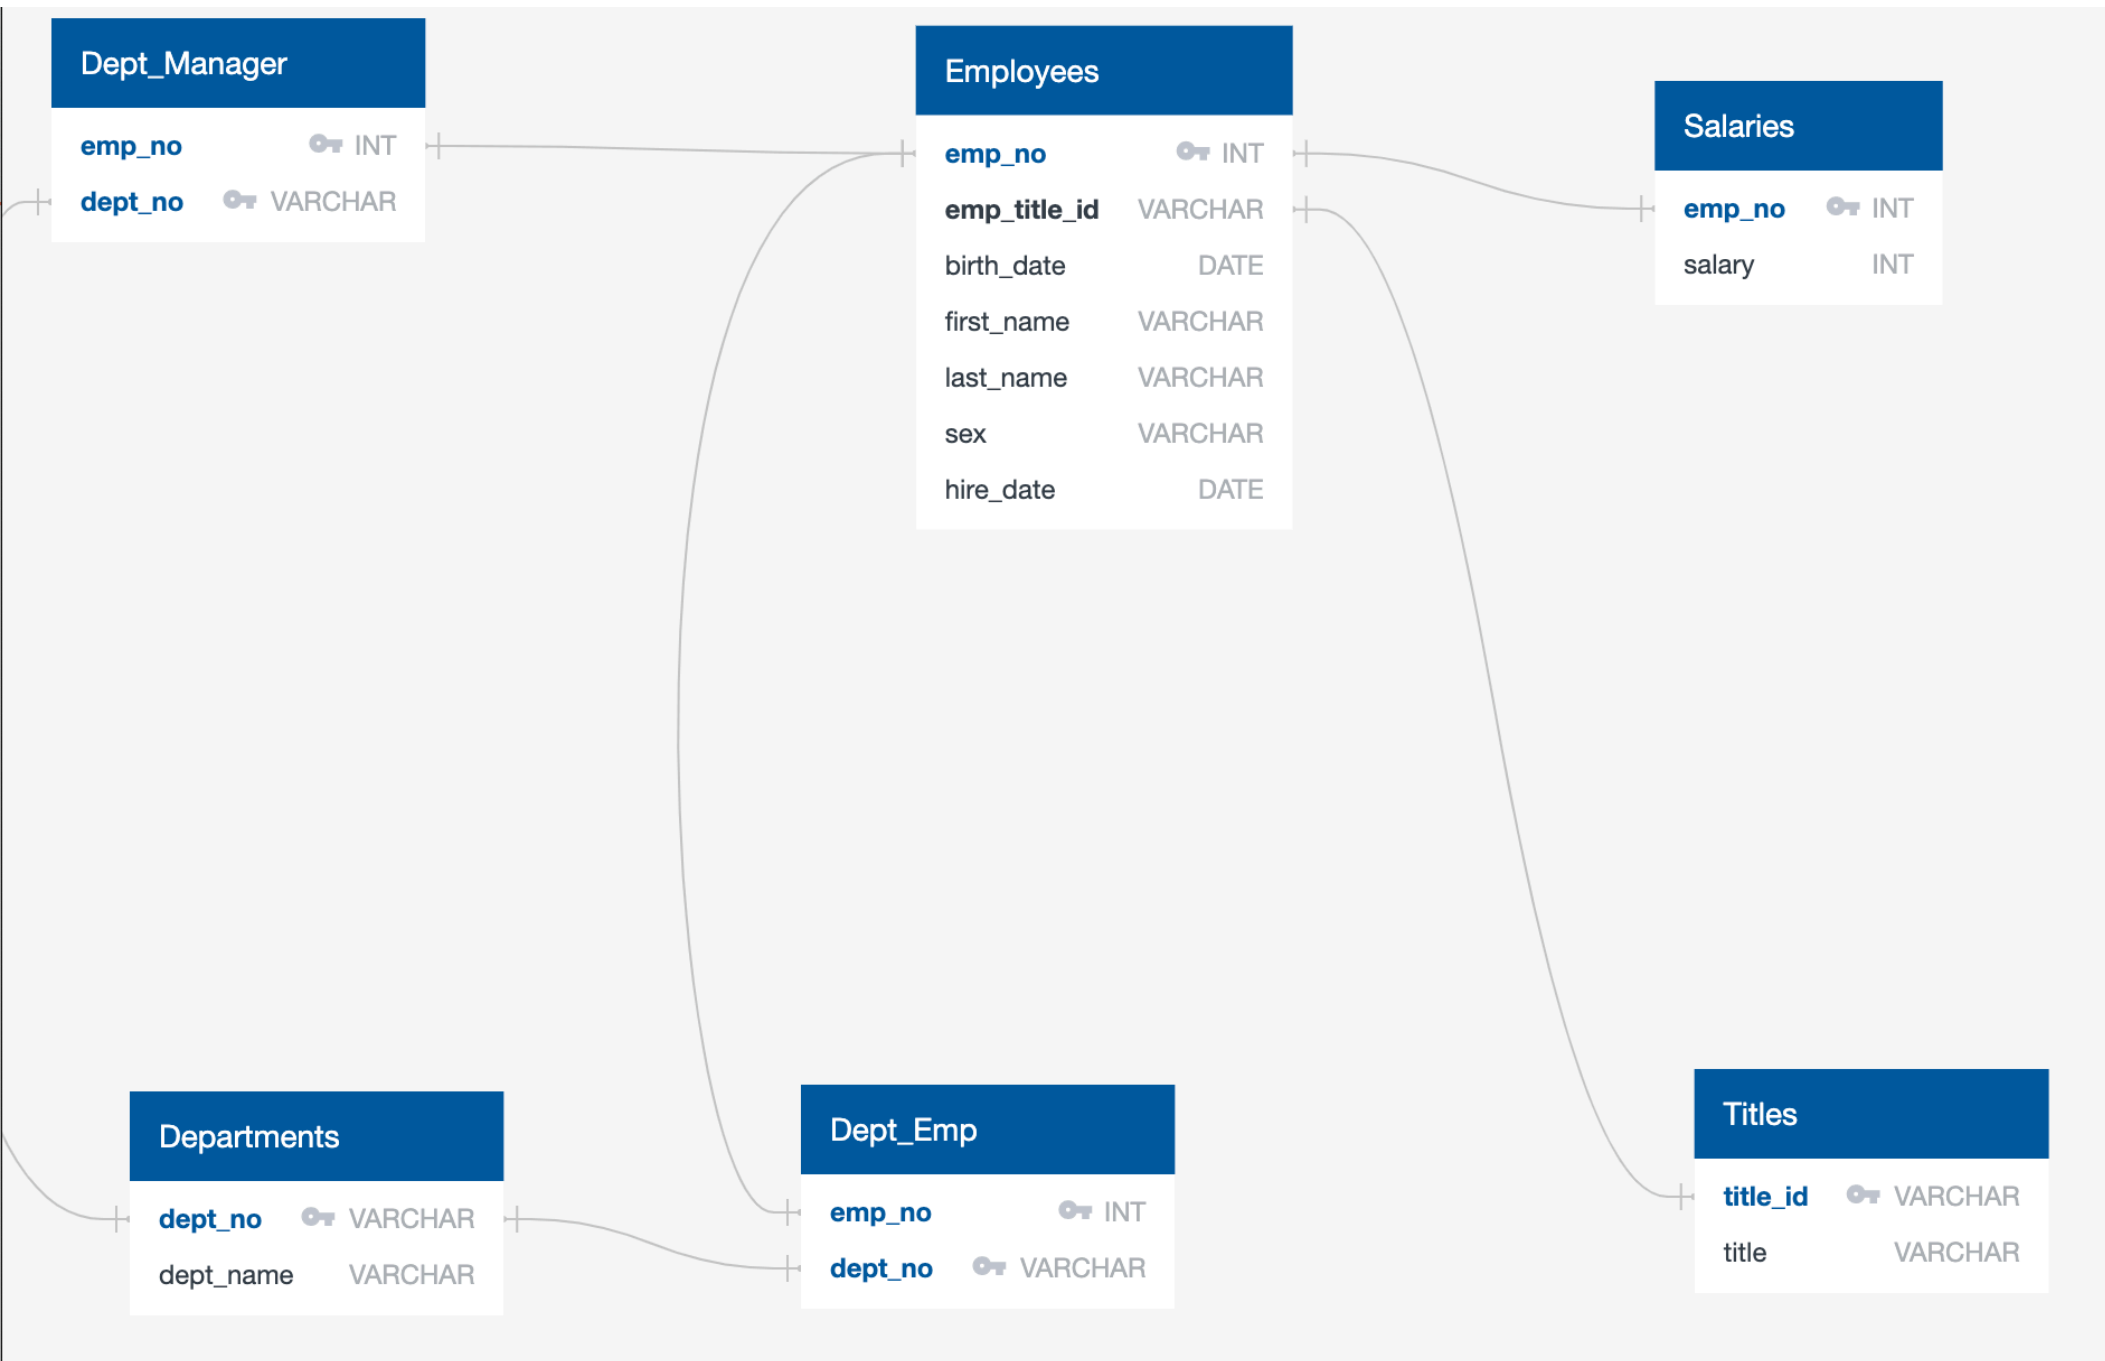 Dept_Manager
emp_no INT
dept_no VARCHAR
Employees
emp_no INT
emp_title_id VARCHAR
birth_date DATE
first_name VARCHAR
last_name VARCHAR
sex VARCHAR
hire_date DATE
Salaries
emp_no INT
salary INT
Departments
dept_no VARCHAR
dept_name VARCHAR
Dept_Emp
emp_no INT
dept_no VARCHAR
Titles
title_id VARCHAR
title VARCHAR